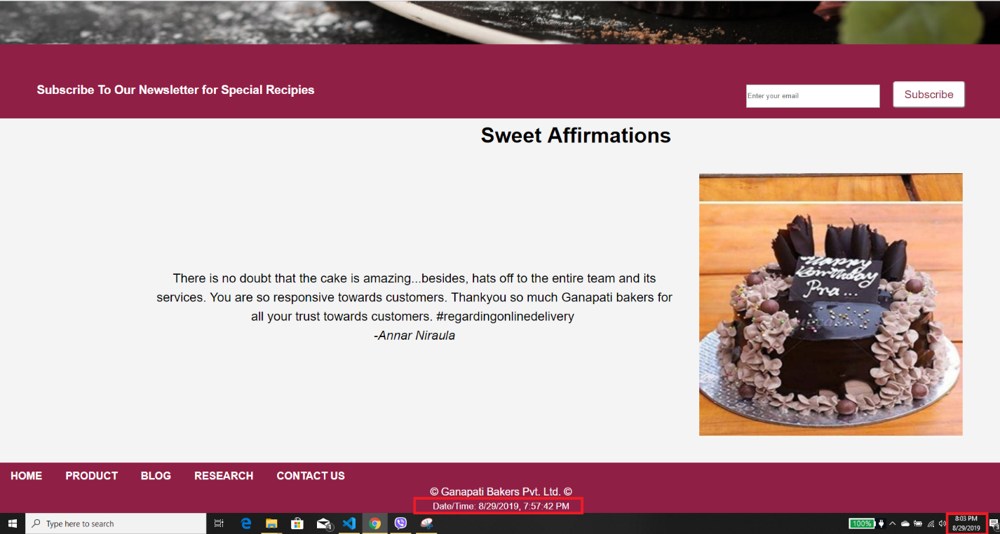 Subscribe To Our Newsletter for Special Recipies
Enter your email
Subscribe
Sweet Affirmations
There is no doubt that the cake is amazing...besides, hats off to the entire team and its
services. You are so responsive towards customers. Thankyou so much Ganapati bakers for
all your trust towards customers. #regardingonlinedelivery
-Annar Niraula
Happy
Birthday
Pra...
HOME PRODUCT BLOG RESEARCH CONTACT US
© Ganapati Bakers Pvt. Ltd. ©
Date/Time: 8/29/2019, 7:57:42 PM
Type here to search
1
100%
8:03 PM
8/29/2019
3